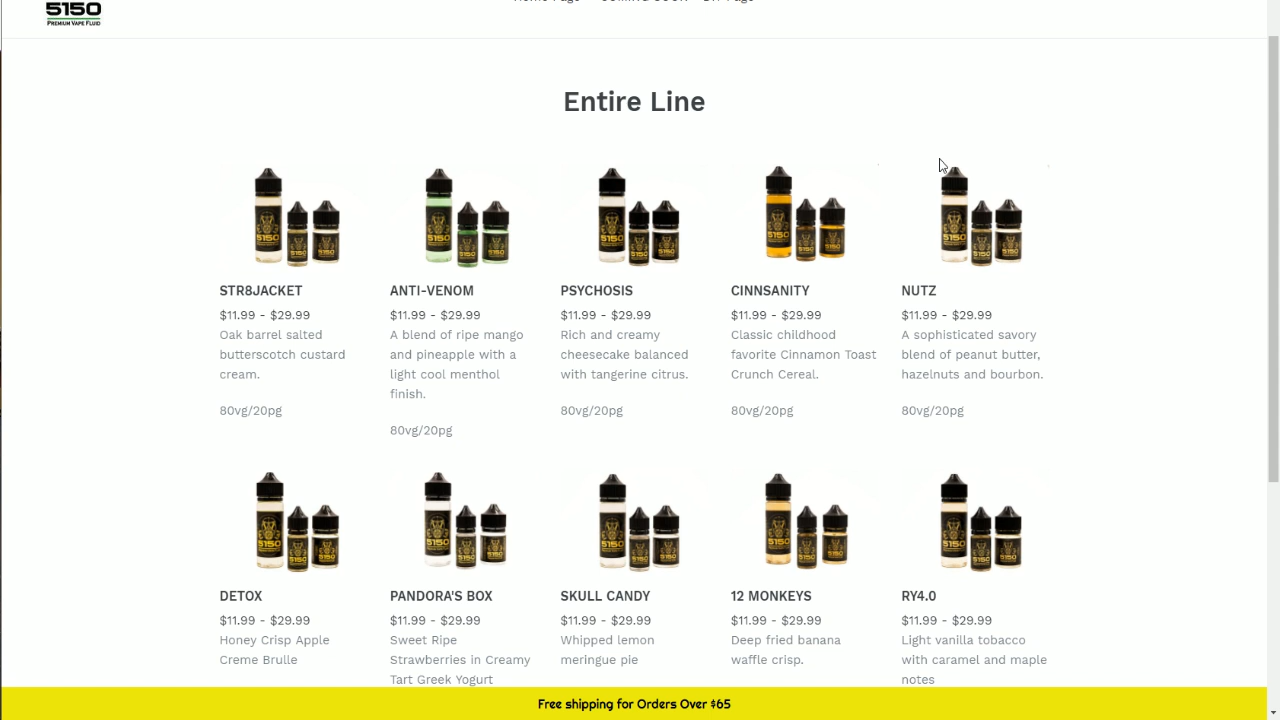 5150
PREMIUM VAPE FLUID
Entire Line
STR8JACKET
$11.99 - $29.99
Oak barrel salted
butterscotch custard
cream.
80vg/20pg
ANTI-VENOM
$11.99 - $29.99
A blend of ripe mango
and pineapple with a
light cool menthol
finish.
80vg/20pg
PSYCHOSIS
$11.99 - $29.99
Rich and creamy
cheesecake balanced
with tangerine citrus.
80vg/20pg
CINNSANITY
$11.99 - $29.99
Classic childhood
favorite Cinnamon Toast
Crunch Cereal.
80vg/20pg
NUTZ
$11.99 - $29.99
A sophisticated savory
blend of peanut butter,
hazelnuts and bourbon.
80vg/20pg
DETOX
$11.99 - $29.99
Honey Crisp Apple
Creme Brulle
PANDORA'S BOX
$11.99 - $29.99
Sweet Ripe
Strawberries in Creamy
Tart Greek Yogurt
SKULL CANDY
$11.99 - $29.99
Whipped lemon
meringue pie
12 MONKEYS
$11.99 - $29.99
Deep fried banana
waffle crisp.
RY4.0
$11.99 - $29.99
Light vanilla tobacco
with caramel and maple
notes
Free shipping for Orders Over $65